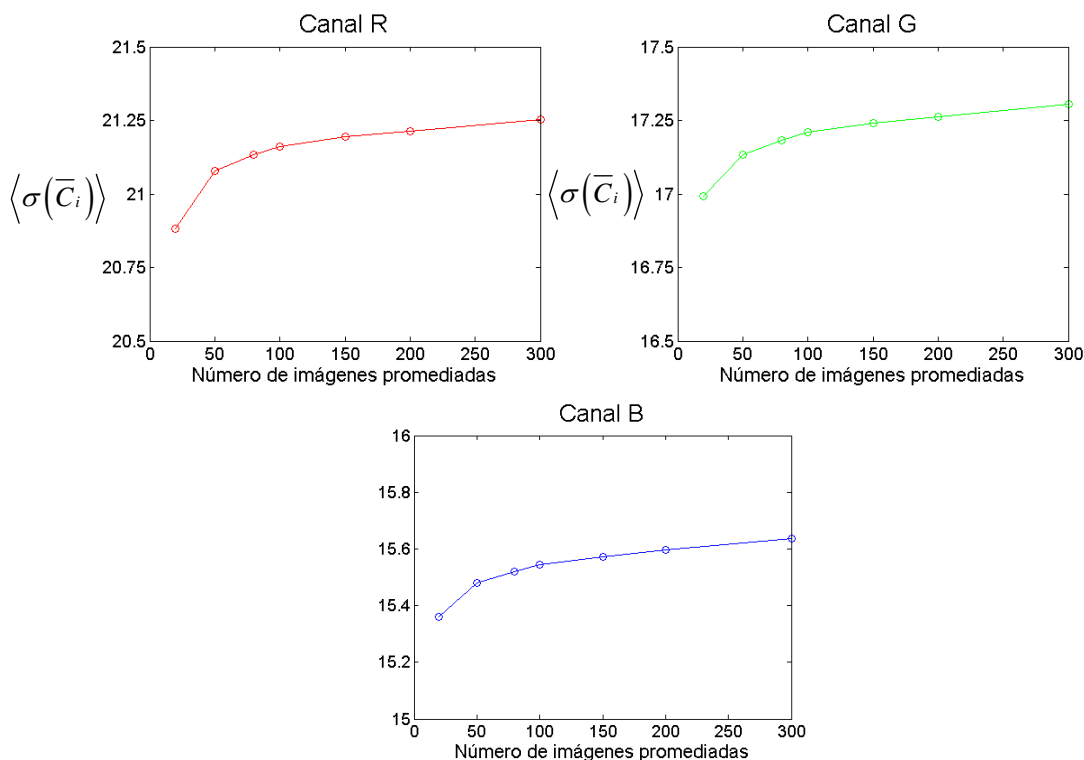 Canal R
21.5
21.25
21
20.75
20.5
⟨σ(C̅ᵢ)⟩
0 50 100 150 200 250 300
Número de imágenes promediadas
Canal G
17.5
17.25
17
16.75
16.5
⟨σ(C̅ᵢ)⟩
0 50 100 150 200 250 300
Número de imágenes promediadas
Canal B
16
15.8
15.6
15.4
15.2
15
0 50 100 150 200 250 300
Número de imágenes promediadas